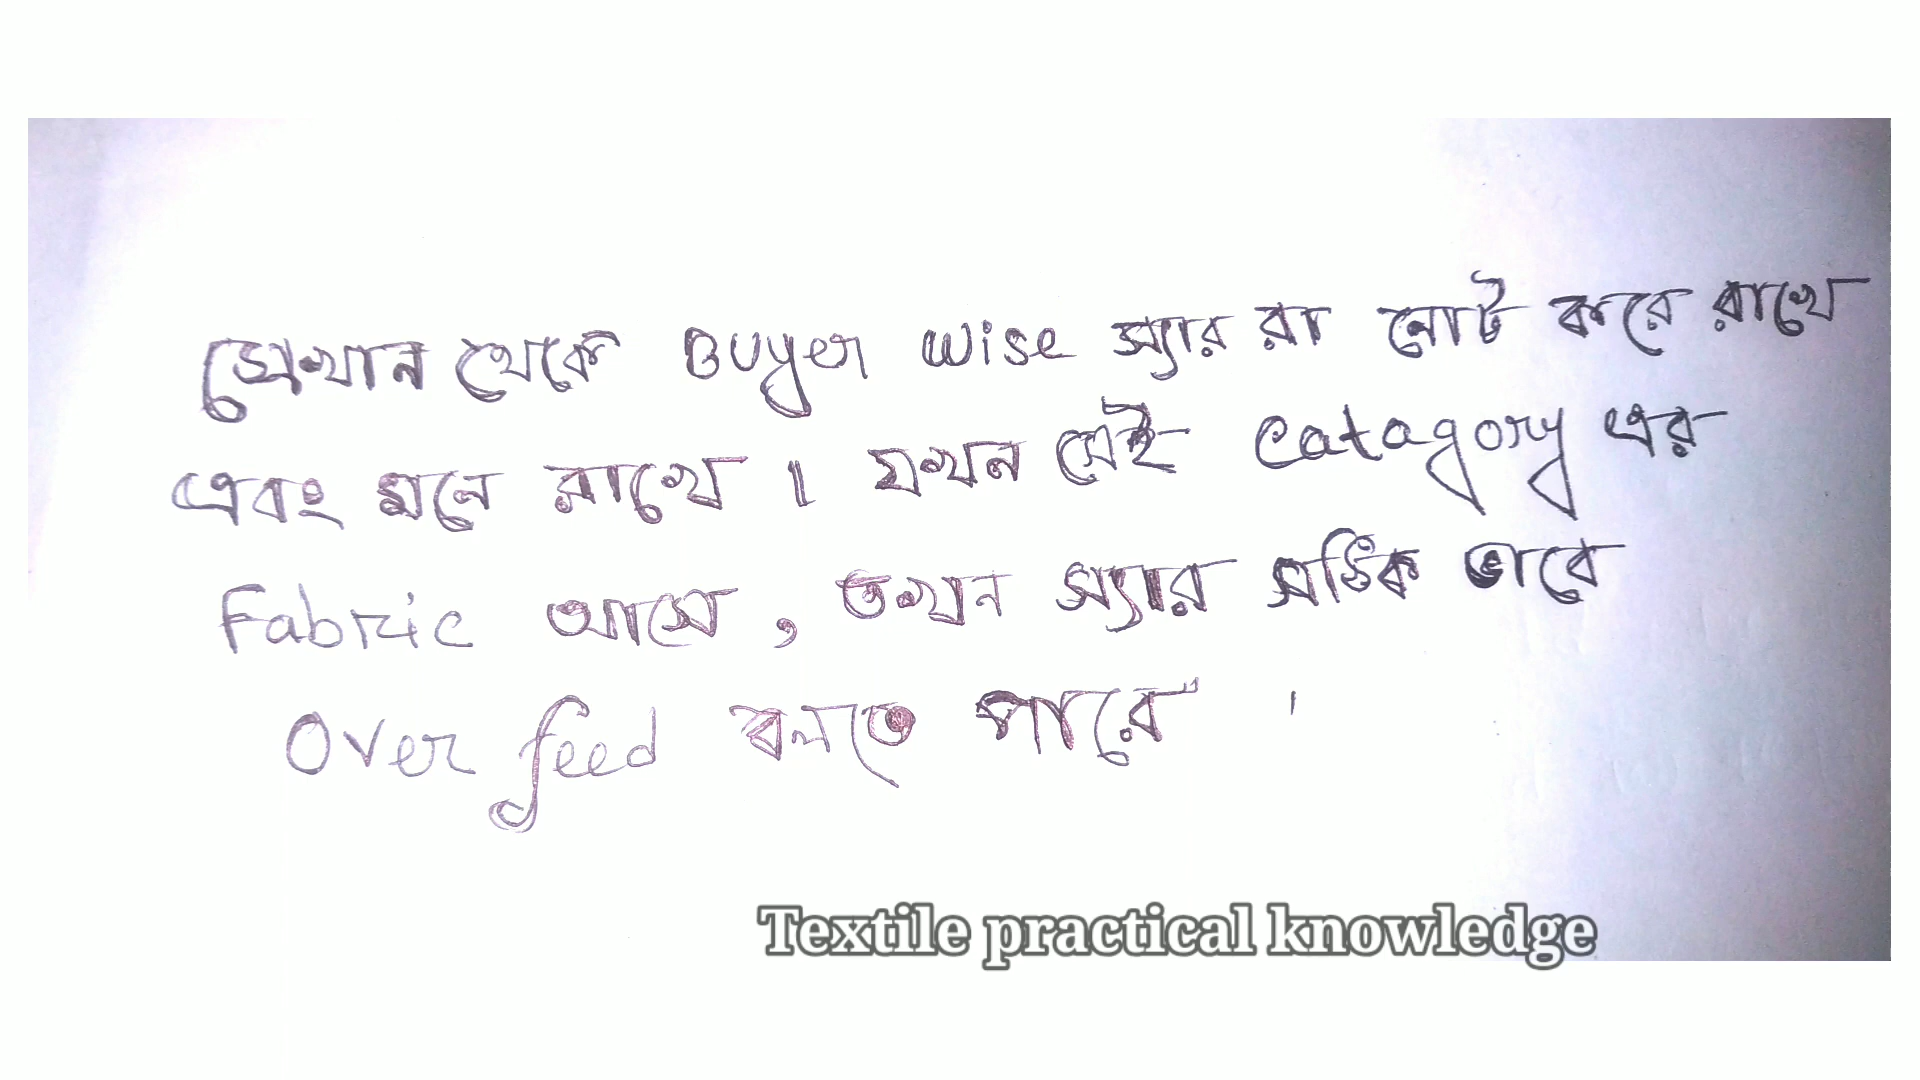 সেখান থেকে Buyer wise স্যার রা নোট করে রাখে
এবং মনে রাখে ॥ যখন সেই Catagory এর
Fabric আসে , তখন স্যার সঠিক ভাবে
Over feed বলতে পারে ।
Textile practical knowledge